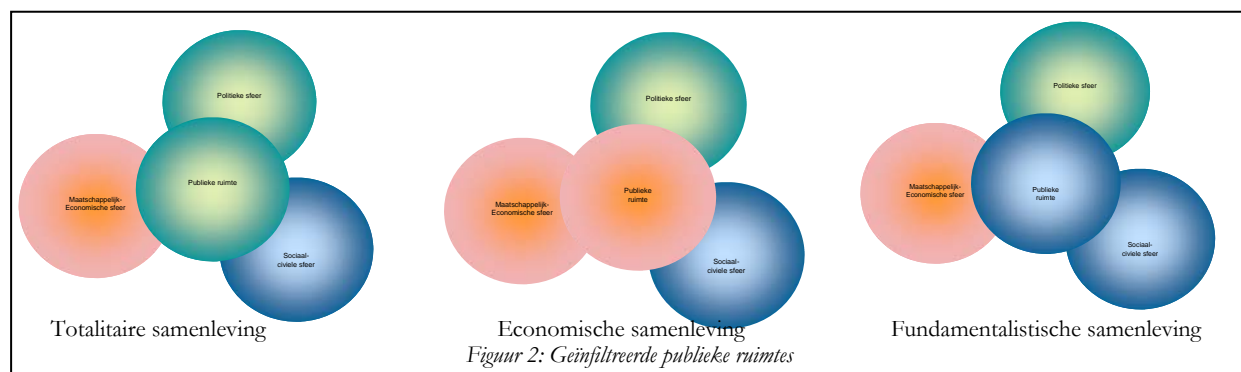 Politieke sfeer
Publieke ruimte
Maatschappelijk-
Economische sfeer
Sociaal-
civiele sfeer
Totalitaire samenleving
Politieke sfeer
Publieke
ruimte
Maatschappelijk-
Economische sfeer
Sociaal-
civiele sfeer
Economische samenleving
Politieke sfeer
Maatschappelijk-
Economische sfeer
Publieke
ruimte
Sociaal-
civiele sfeer
Fundamentalistische samenleving
Figuur 2: Geïnfiltreerde publieke ruimtes